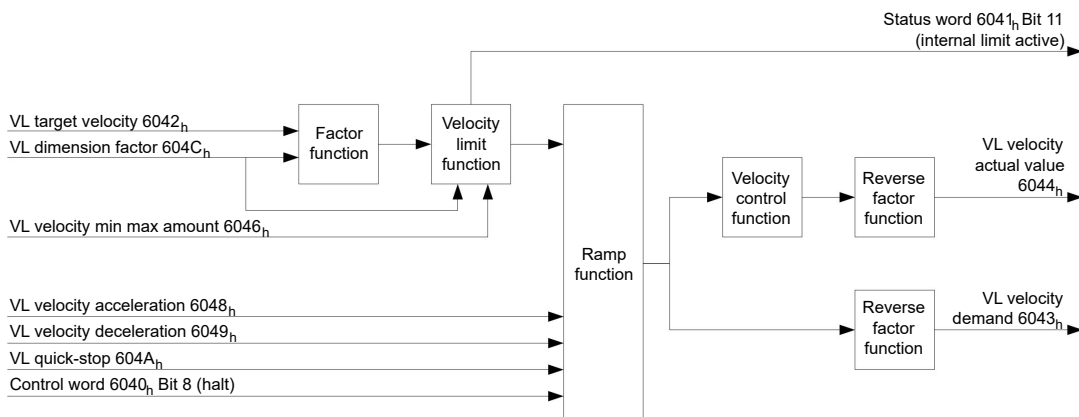 Status word 6041h Bit 11
(internal limit active)
VL target velocity 6042h
VL dimension factor 604Ch
Factor
function
Velocity
limit
function
VL velocity min max amount 6046h
Ramp
function
Velocity
control
function
Reverse
factor
function
VL velocity
actual value
6044h
VL velocity acceleration 6048h
VL velocity deceleration 6049h
VL quick-stop 604Ah
Control word 6040h Bit 8 (halt)
Reverse
factor
function
VL velocity
demand 6043h